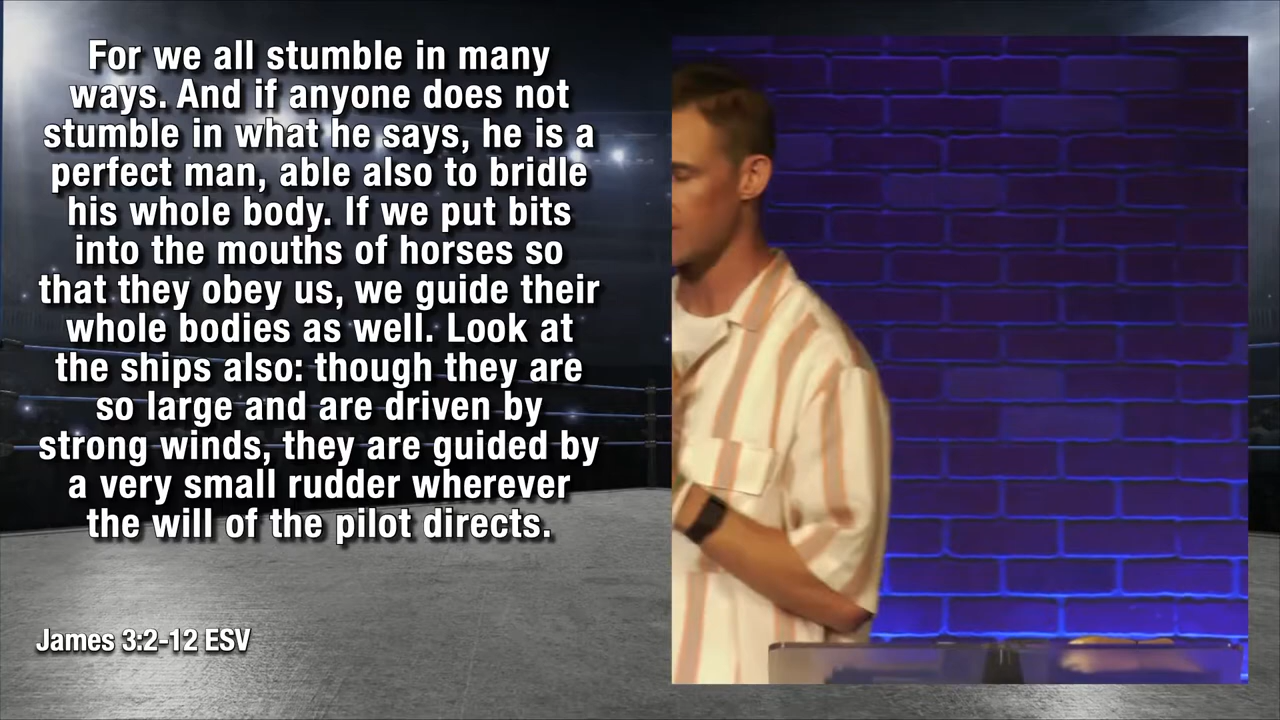 For we all stumble in many
ways. And if anyone does not
stumble in what he says, he is a
perfect man, able also to bridle
his whole body. If we put bits
into the mouths of horses so
that they obey us, we guide their
whole bodies as well. Look at
the ships also: though they are
so large and are driven by
strong winds, they are guided by
a very small rudder wherever
the will of the pilot directs.
James 3:2-12 ESV